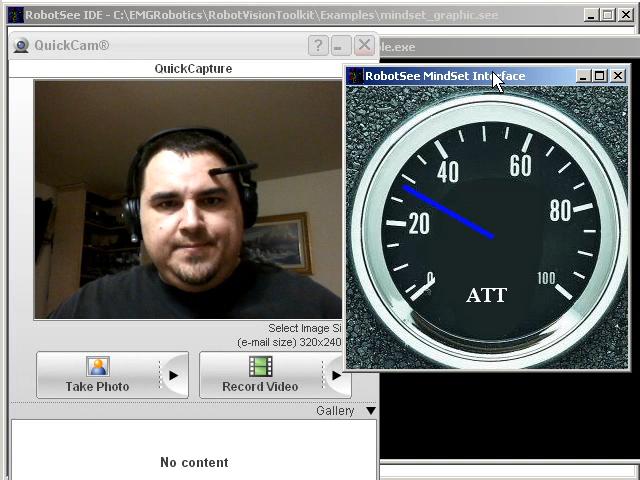 RobotSee IDE - C:\EMGRobotics\RobotVisionToolkit\Examples\mindset_graphic.see
QuickCam®
le.exe
QuickCapture
RobotSee MindSet Interface
40
60
20
80
0
100
ATT
Select Image Si
(e-mail size) 320x240
Take Photo
Record Video
Gallery
No content